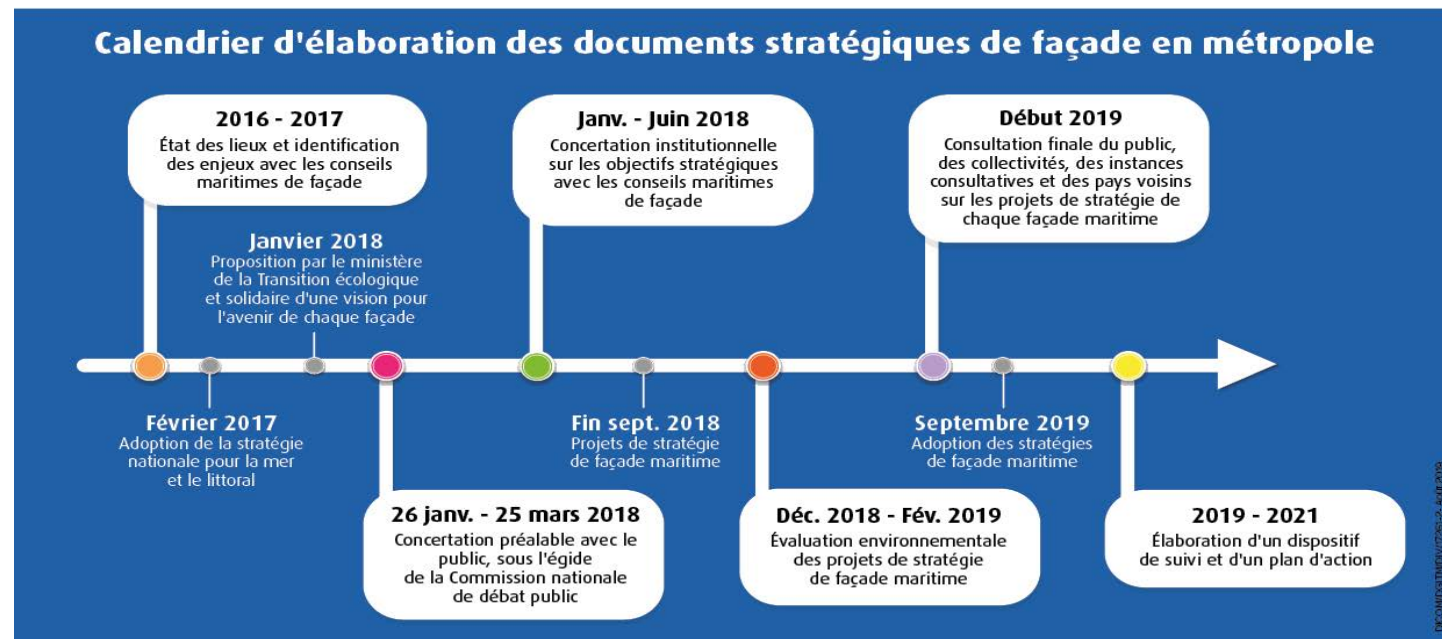 Calendrier d'élaboration des documents stratégiques de façade en métropole
2016 - 2017
État des lieux et identification
des enjeux avec les conseils
maritimes de façade
Janv. - Juin 2018
Concertation institutionnelle
sur les objectifs stratégiques
avec les conseils maritimes
de façade
Début 2019
Consultation finale du public,
des collectivités, des instances
consultatives et des pays voisins
sur les projets de stratégie de
chaque façade maritime
Janvier 2018
Proposition par le ministère
de la Transition écologique
et solidaire d'une vision pour
l'avenir de chaque façade
Février 2017
Adoption de la stratégie
nationale pour la mer
et le littoral
Fin sept. 2018
Projets de stratégie
de façade maritime
Septembre 2019
Adoption des stratégies
de façade maritime
26 janv. - 25 mars 2018
Concertation préalable avec le
public, sous l'égide
de la Commission nationale
de débat public
Déc. 2018 - Fév. 2019
Évaluation environnementale
des projets de stratégie
de façade maritime
2019 - 2021
Élaboration d'un dispositif
de suivi et d'un plan d'action